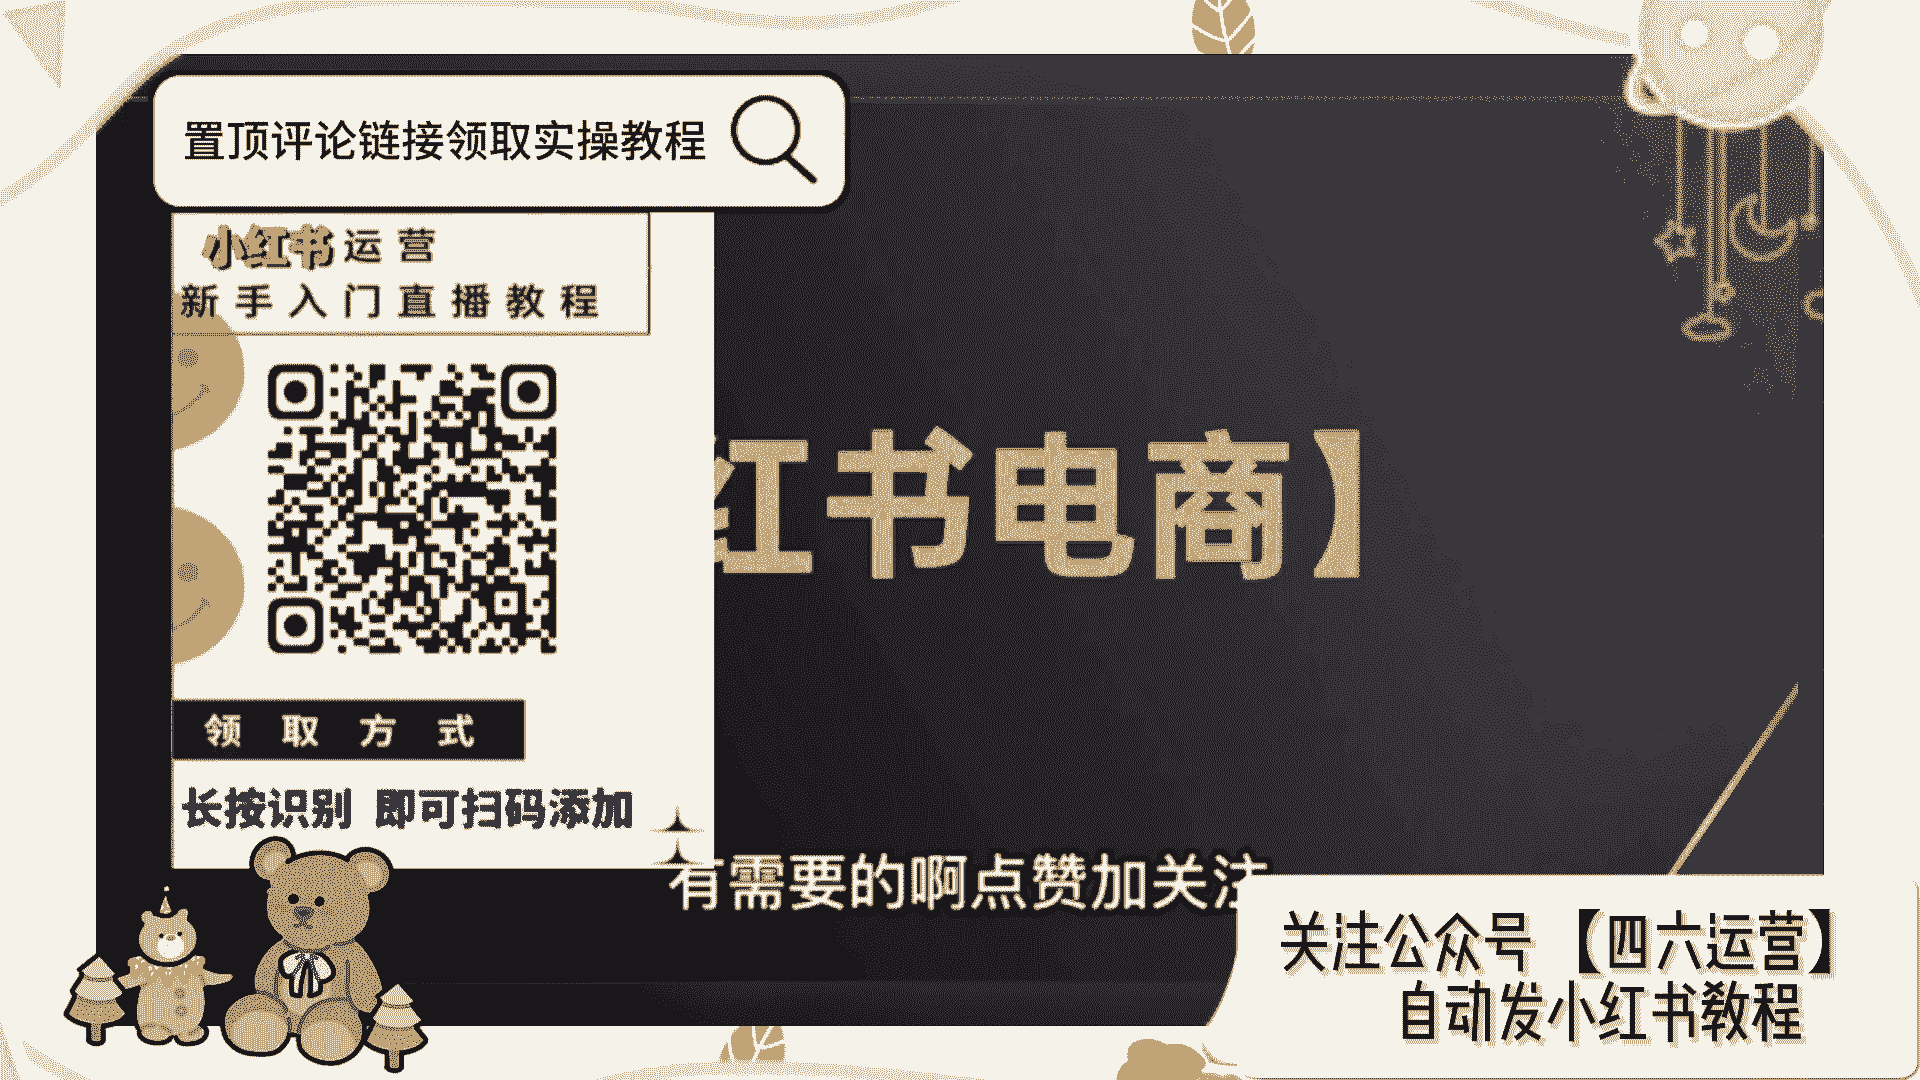 置顶评论链接领取实操教程
小红书运营
新手入门直播教程
红书电商】
领取方式
长按识别 即可扫码添加
有需要的啊点赞加关注
关注公众号【四六运营】
自动发小红书教程